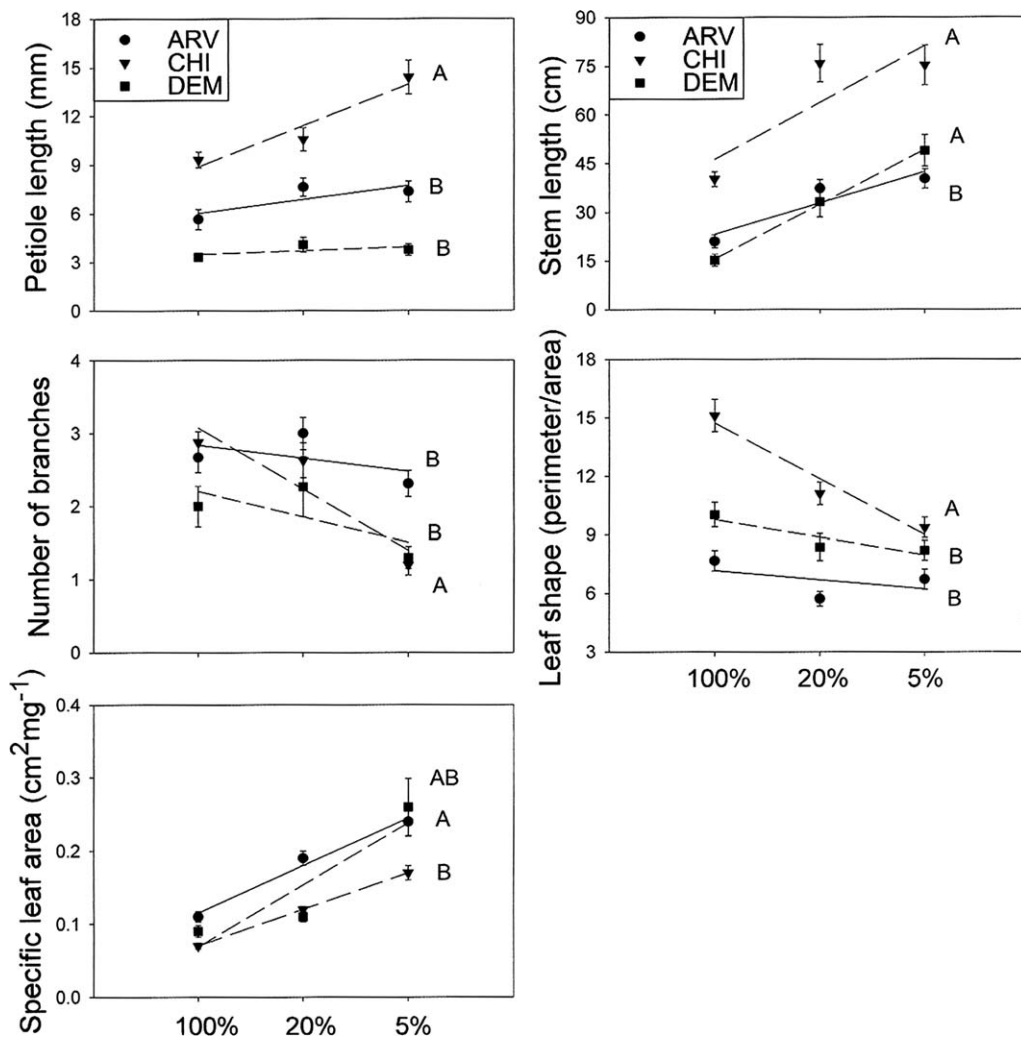 Petiole length (mm)
18
15
12
9
6
3
0
ARV
CHI
DEM
A
B
B
Stem length (cm)
90
75
60
45
30
15
0
ARV
CHI
DEM
A
A
B
Number of branches
4
3
2
1
0
B
B
A
Leaf shape (perimeter/area)
18
15
12
9
6
3
A
B
B
100% 20% 5%
Specific leaf area (cm²mg⁻¹)
0.4
0.3
0.2
0.1
0.0
AB
A
B
100% 20% 5%